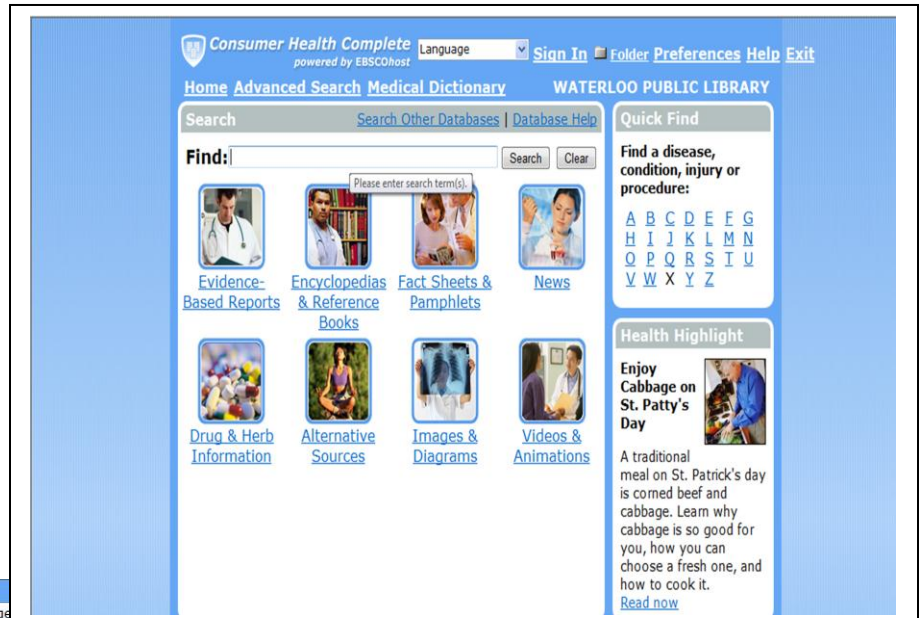 Consumer Health Complete
powered by EBSCOhost
Language
Sign In Folder Preferences Help Exit
Home Advanced Search Medical Dictionary
WATERLOO PUBLIC LIBRARY
Search
Search Other Databases | Database Help
Find:
Search
Clear
Please enter search term(s).
Evidence-
Based Reports
Encyclopedias
& Reference
Books
Fact Sheets &
Pamphlets
News
Drug & Herb
Information
Alternative
Sources
Images &
Diagrams
Videos &
Animations
Quick Find
Find a disease,
condition, injury or
procedure:
A B C D E F G
H I J K L M N
O P Q R S T U
V W X Y Z
Health Highlight
Enjoy
Cabbage on
St. Patty's
Day
A traditional
meal on St. Patrick's day
is corned beef and
cabbage. Learn why
cabbage is so good for
you, how you can
choose a fresh one, and
how to cook it.
Read now